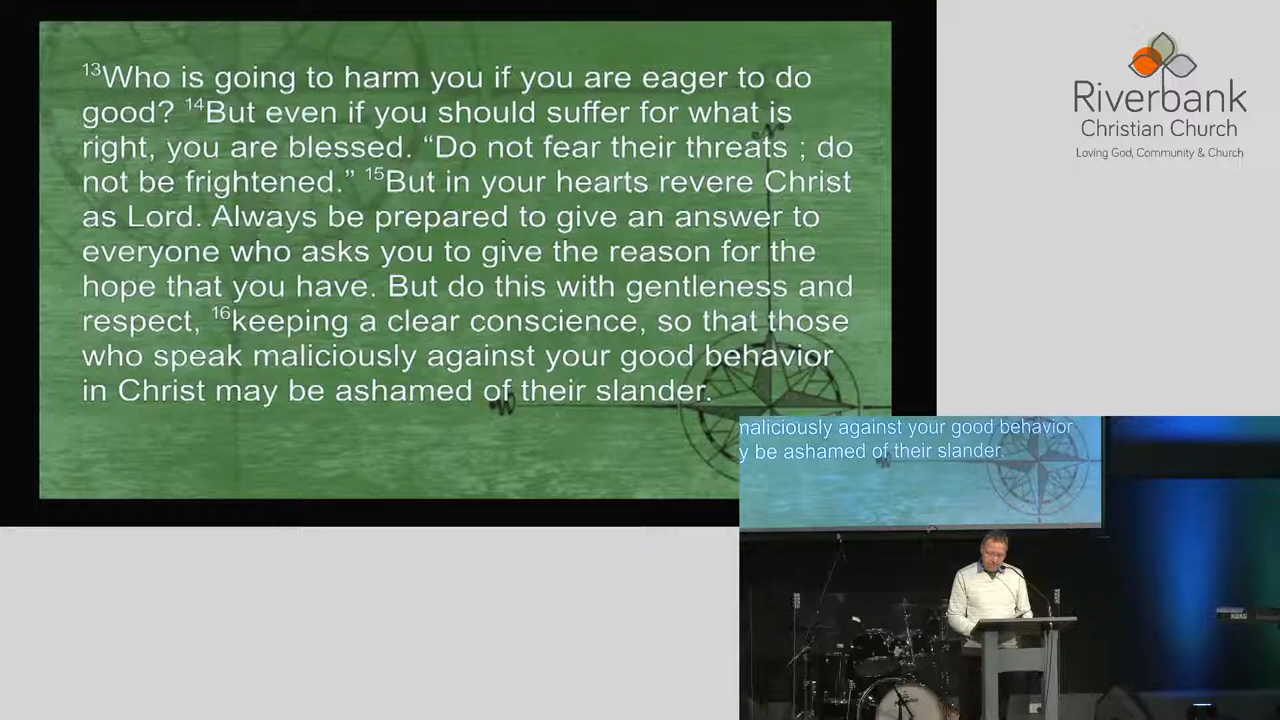 ¹³Who is going to harm you if you are eager to do
good? ¹⁴But even if you should suffer for what is
right, you are blessed. “Do not fear their threats ; do
not be frightened.” ¹⁵But in your hearts revere Christ
as Lord. Always be prepared to give an answer to
everyone who asks you to give the reason for the
hope that you have. But do this with gentleness and
respect, ¹⁶keeping a clear conscience, so that those
who speak maliciously against your good behavior
in Christ may be ashamed of their slander.
Riverbank
Christian Church
Loving God, Community & Church
maliciously against your good behavior
y be ashamed of their slander.
KORG